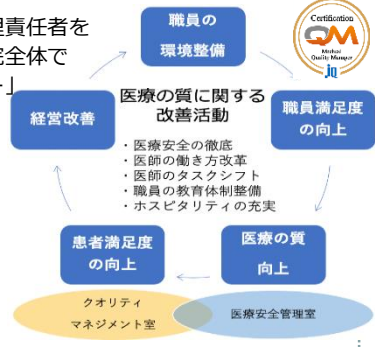 理責任者を
院全体で
職員の
環境整備
Certification
QM
Medical
Quality Manager
jq
医療の質に関する
改善活動
・医療安全の徹底
・医師の働き方改革
・医師のタスクシフト
・職員の教育体制整備
・ホスピタリティの充実
職員満足度
の向上
医療の質
向上
患者満足度
の向上
経営改善
クオリティ
マネジメント室
医療安全管理室